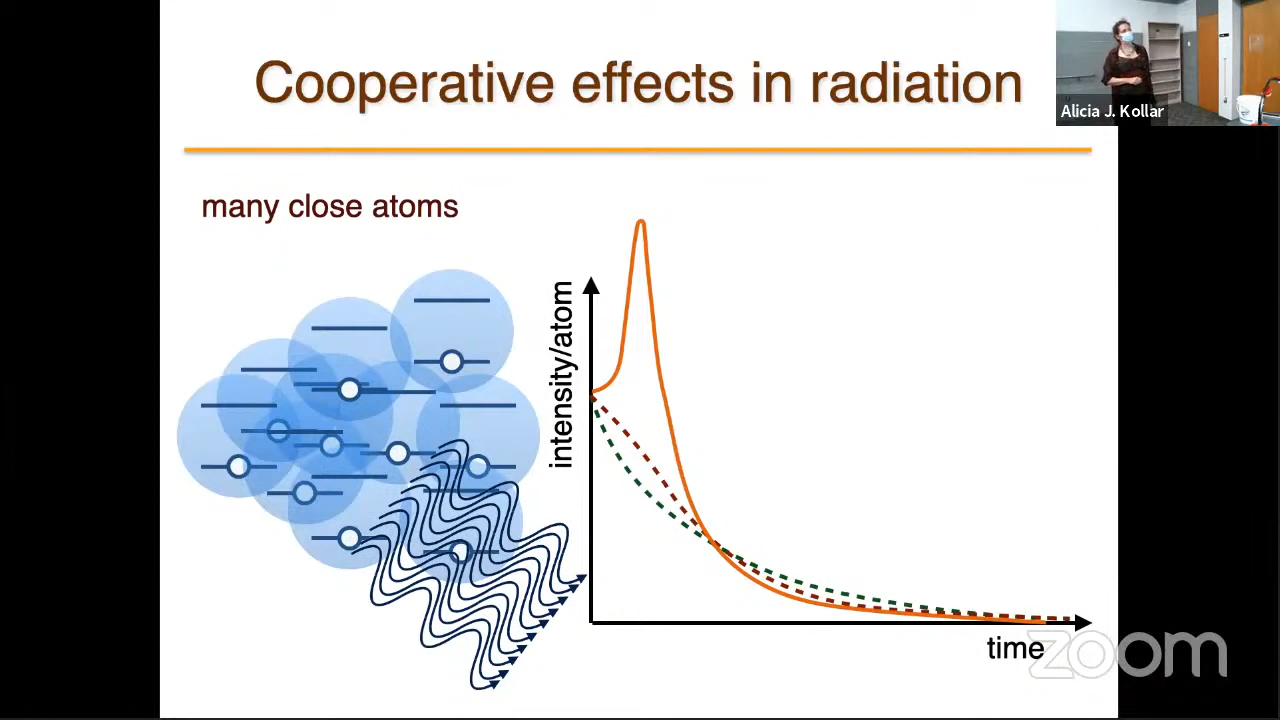 Cooperative effects in radiation
Alicia J. Kollar
many close atoms
intensity/atom
time
zoom